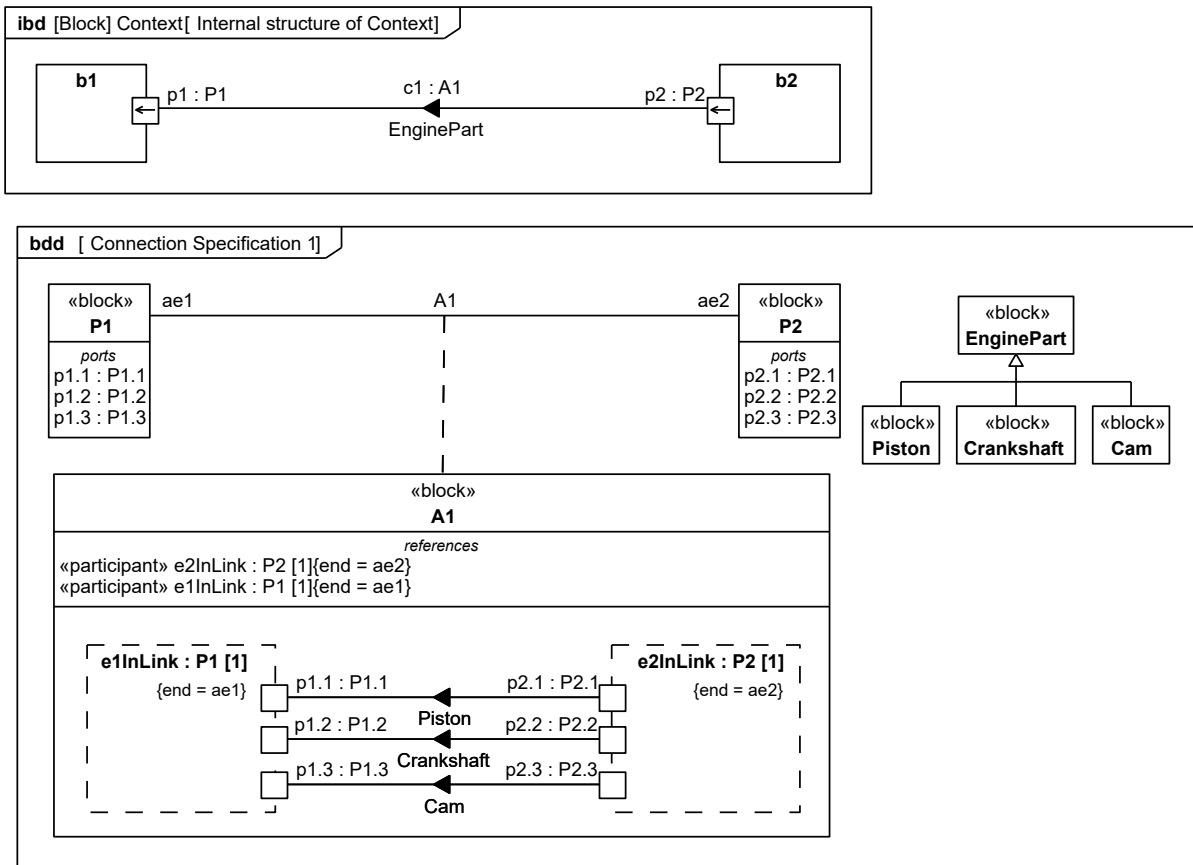 ibd [Block] Context[ Internal structure of Context]
b1
p1 : P1
c1 : A1
EnginePart
p2 : P2
b2
bdd [ Connection Specification 1]
«block»
P1
ports
p1.1 : P1.1
p1.2 : P1.2
p1.3 : P1.3
ae1
A1
ae2
«block»
P2
ports
p2.1 : P2.1
p2.2 : P2.2
p2.3 : P2.3
«block»
EnginePart
«block»
Piston
«block»
Crankshaft
«block»
Cam
«block»
A1
references
«participant» e2InLink : P2 [1]{end = ae2}
«participant» e1InLink : P1 [1]{end = ae1}
e1InLink : P1 [1]
{end = ae1}
e2InLink : P2 [1]
{end = ae2}
p1.1 : P1.1
p2.1 : P2.1
Piston
p1.2 : P1.2
p2.2 : P2.2
Crankshaft
p1.3 : P1.3
p2.3 : P2.3
Cam